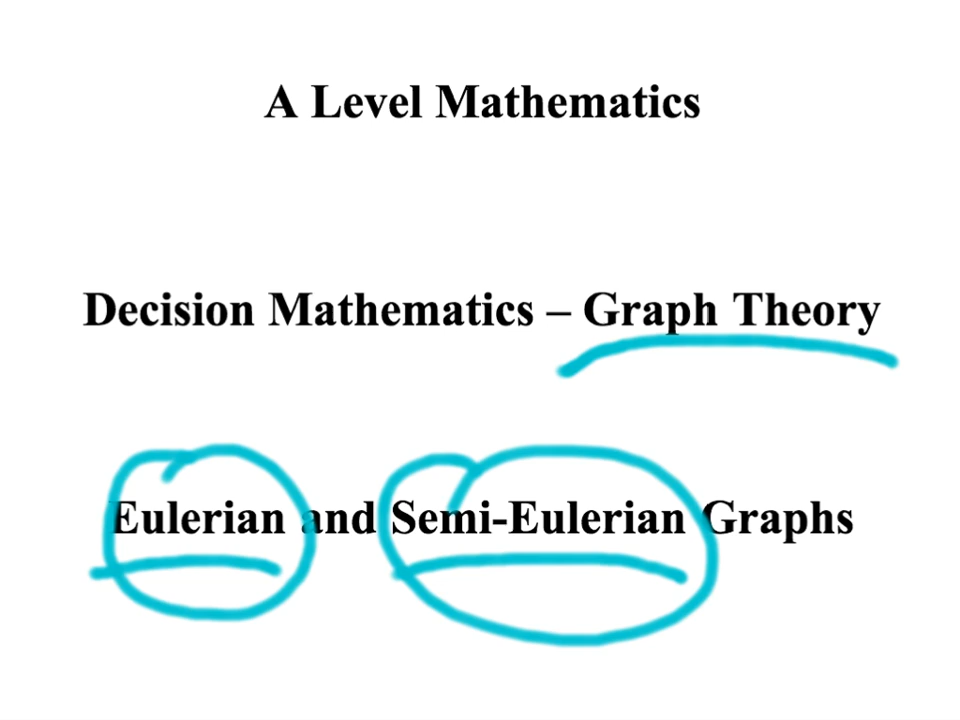 A Level Mathematics
Decision Mathematics – Graph Theory
Eulerian and Semi-Eulerian Graphs